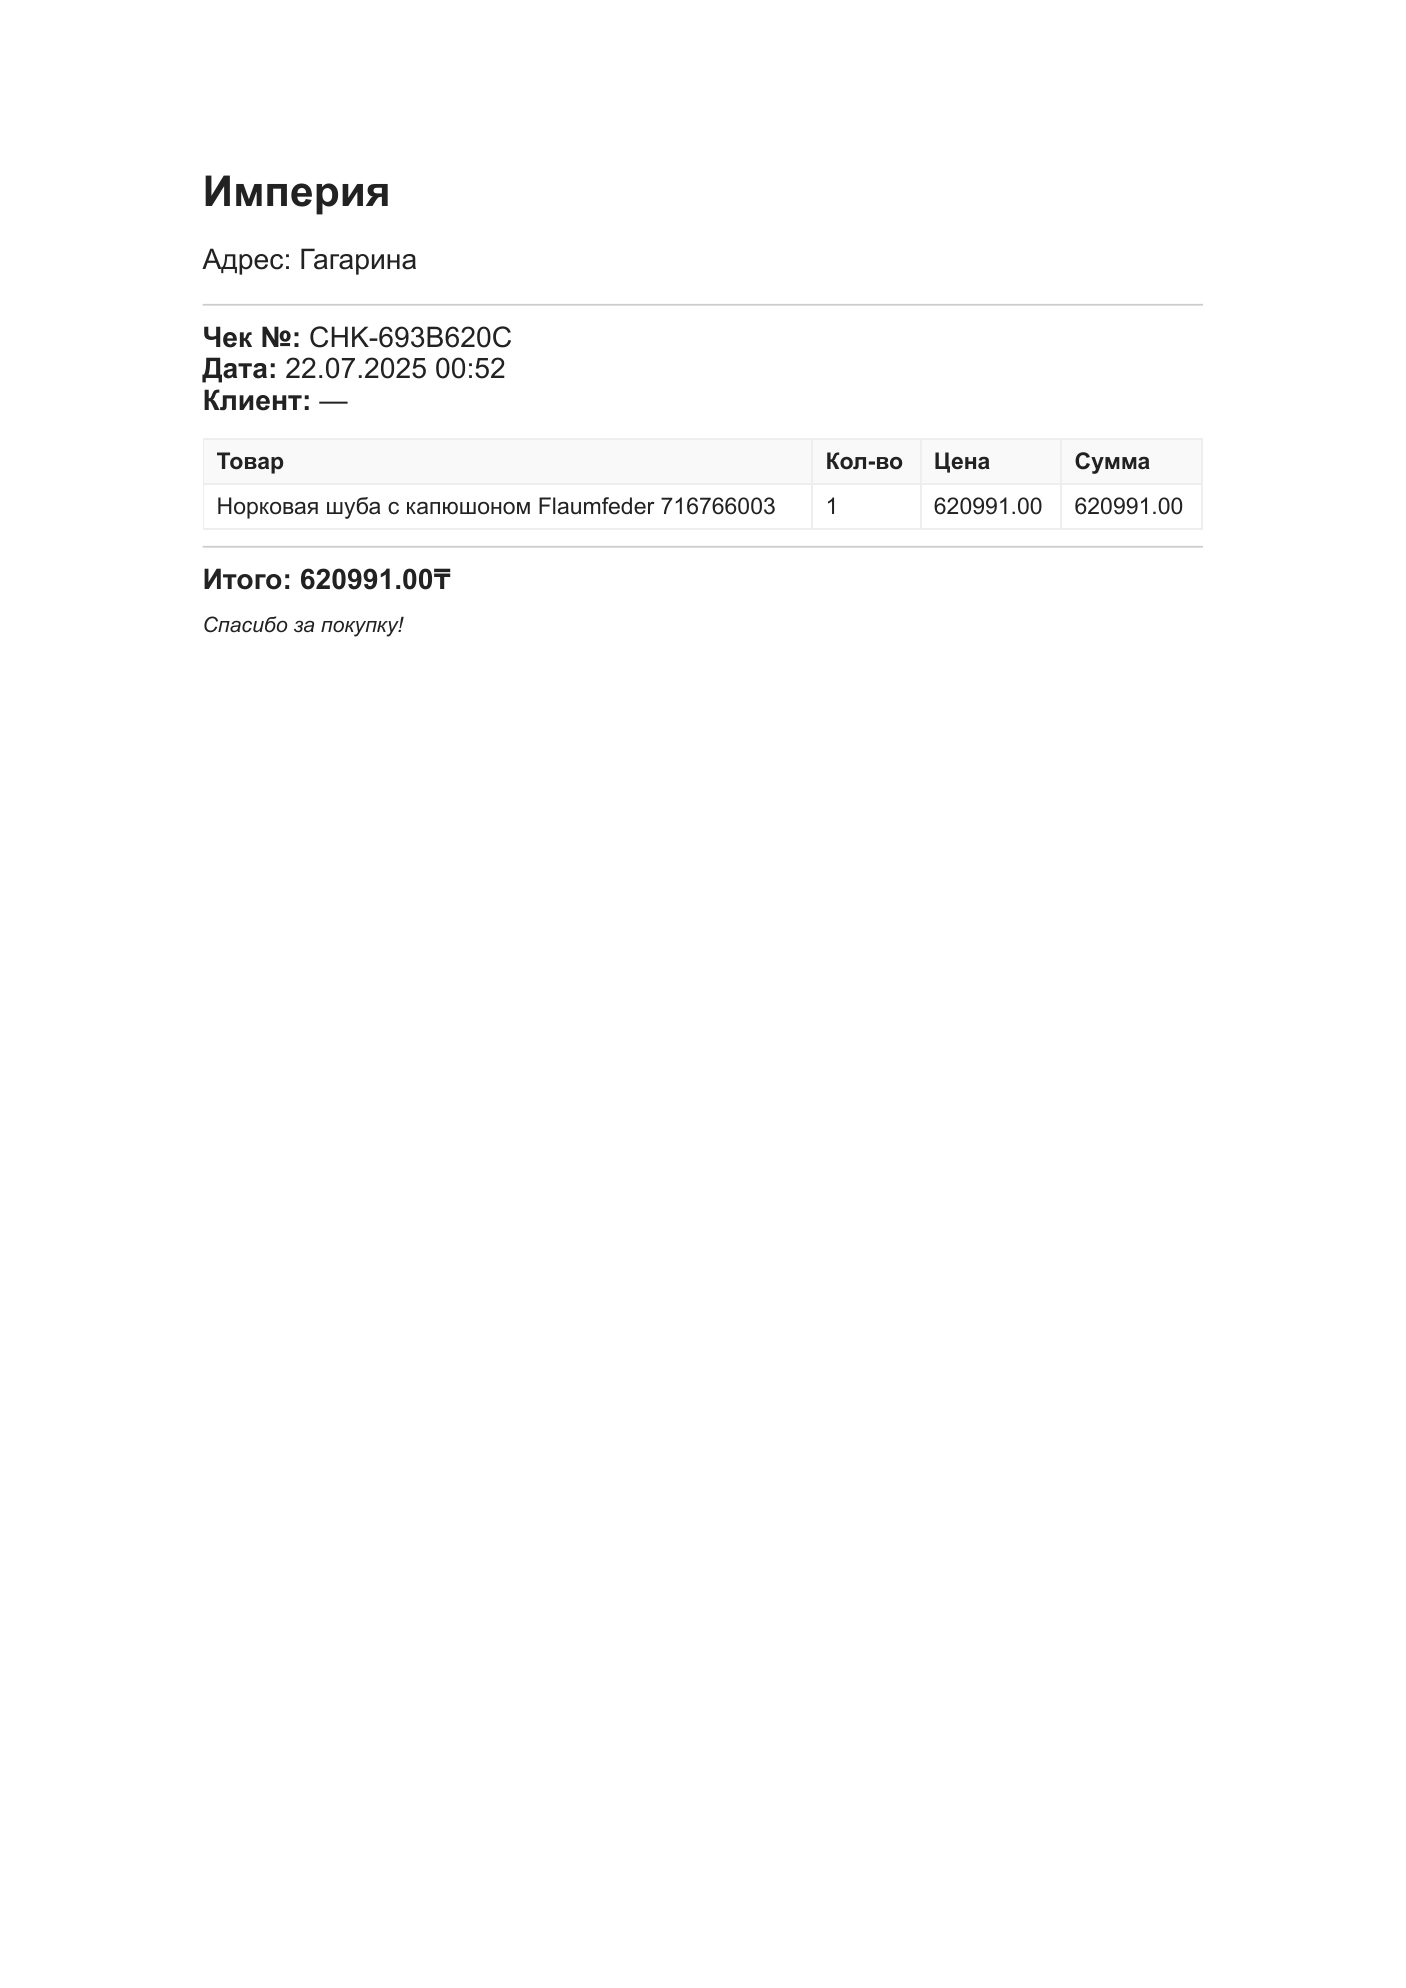 Империя
Адрес: Гагарина
Чек №: CHK-693B620C
Дата: 22.07.2025 00:52
Клиент: —
Товар Кол-во Цена Сумма
Норковая шуба с капюшоном Flaumfeder 716766003 1 620991.00 620991.00
Итого: 620991.00₸
Спасибо за покупку!